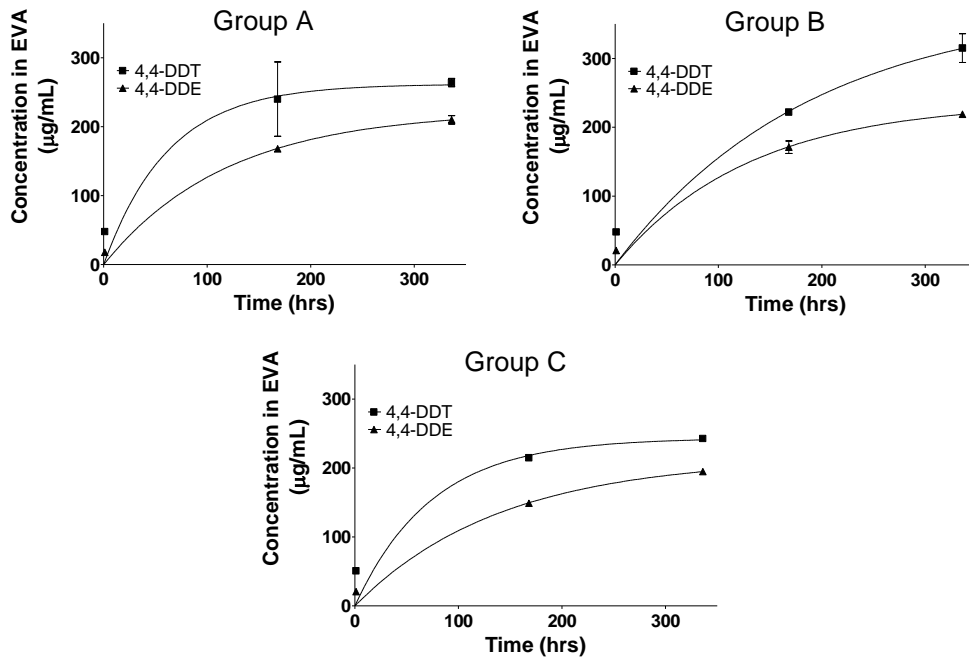 Group A
Concentration in EVA
(µg/mL)
300
200
100
0
4,4-DDT
4,4-DDE
0
100
200
300
Time (hrs)
Group B
Concentration in EVA
(µg/mL)
300
200
100
0
4,4-DDT
4,4-DDE
0
100
200
300
Time (hrs)
Group C
Concentration in EVA
(µg/mL)
300
200
100
0
4,4-DDT
4,4-DDE
0
100
200
300
Time (hrs)